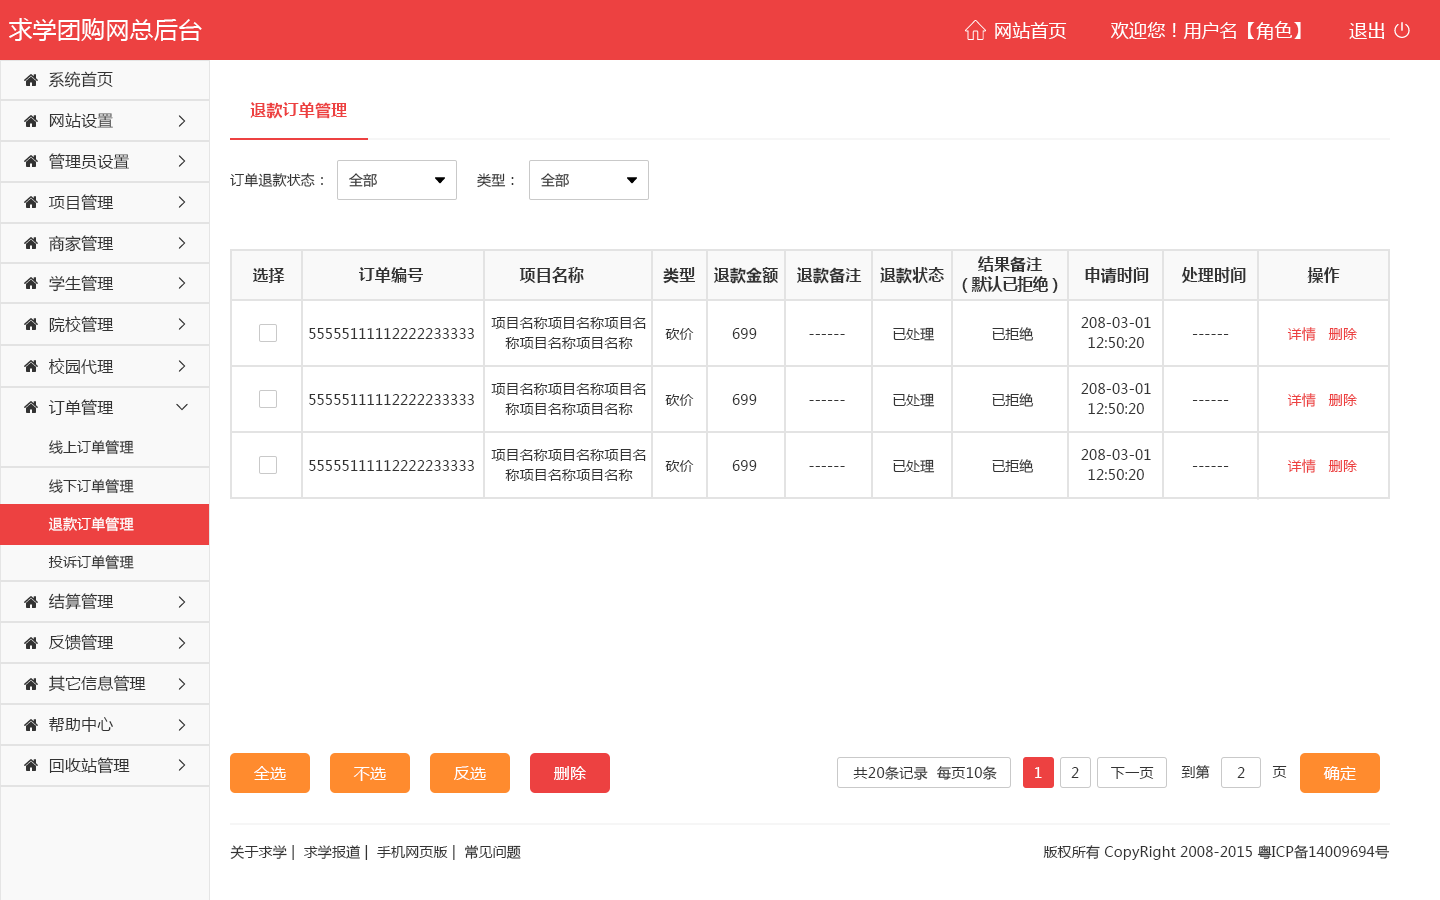 求学团购网总后台
网站首页 欢迎您！用户名【角色】 退出
系统首页
网站设置
管理员设置
项目管理
商家管理
学生管理
院校管理
校园代理
订单管理
线上订单管理
线下订单管理
退款订单管理
投诉订单管理
结算管理
反馈管理
其它信息管理
帮助中心
回收站管理
退款订单管理
订单退款状态： 全部 类型： 全部
选择 订单编号 项目名称 类型 退款金额 退款备注 退款状态 结果备注（默认已拒绝） 申请时间 处理时间 操作
55555111112222233333 项目名称项目名称项目名称项目名称项目名称 砍价 699 ------ 已处理 已拒绝 208-03-01 12:50:20 ------ 详情 删除
55555111112222233333 项目名称项目名称项目名称项目名称项目名称 砍价 699 ------ 已处理 已拒绝 208-03-01 12:50:20 ------ 详情 删除
55555111112222233333 项目名称项目名称项目名称项目名称项目名称 砍价 699 ------ 已处理 已拒绝 208-03-01 12:50:20 ------ 详情 删除
全选 不选 反选 删除 共20条记录 每页10条 1 2 下一页 到第 2 页 确定
关于求学 | 求学报道 | 手机网页版 | 常见问题
版权所有 CopyRight 2008-2015 粤ICP备14009694号